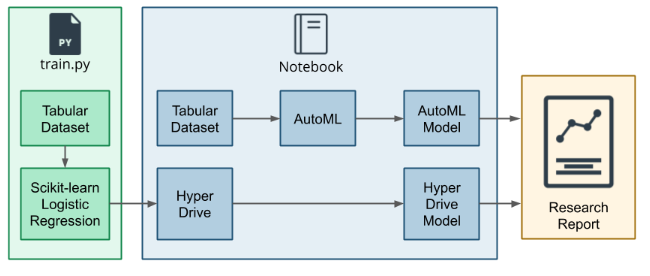 PY
train.py
Tabular
Dataset
Scikit-learn
Logistic
Regression
Notebook
Tabular
Dataset
AutoML
AutoML
Model
Hyper
Drive
Hyper
Drive
Model
Research
Report